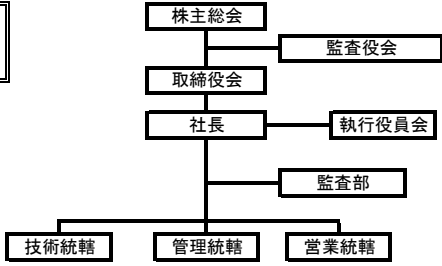 株主総会
監査役会
取締役会
社長
執行役員会
監査部
技術統轄
管理統轄
営業統轄